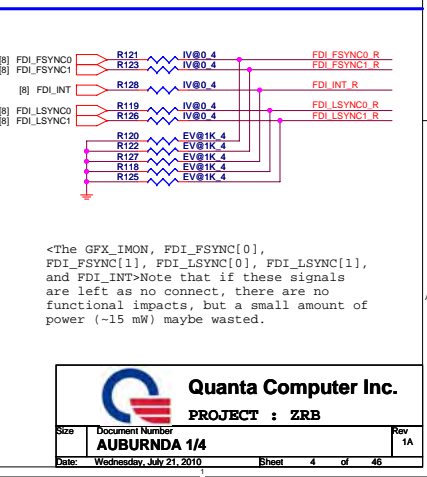 [8] FDI_FSYNC0 R121 IV@0_4 FDI_FSYNC0_R
[8] FDI_FSYNC1 R123 IV@0_4 FDI_FSYNC1_R
[8] FDI_INT R128 IV@0_4 FDI_INT_R
[8] FDI_LSYNC0 R119 IV@0_4 FDI_LSYNC0_R
[8] FDI_LSYNC1 R126 IV@0_4 FDI_LSYNC1_R
R120 EV@1K_4
R122 EV@1K_4
R127 EV@1K_4
R118 EV@1K_4
R125 EV@1K_4
<The GFX_IMON, FDI_FSYNC[0],
FDI_FSYNC[1], FDI_LSYNC[0], FDI_LSYNC[1],
and FDI_INT>Note that if these signals
are left as no connect, there are no
functional impacts, but a small amount of
power (~15 mW) maybe wasted.
Quanta Computer Inc.
PROJECT : ZRB
Size Document Number Rev
AUBURNDA 1/4 1A
Date: Wednesday, July 21, 2010 Sheet 4 of 46
1